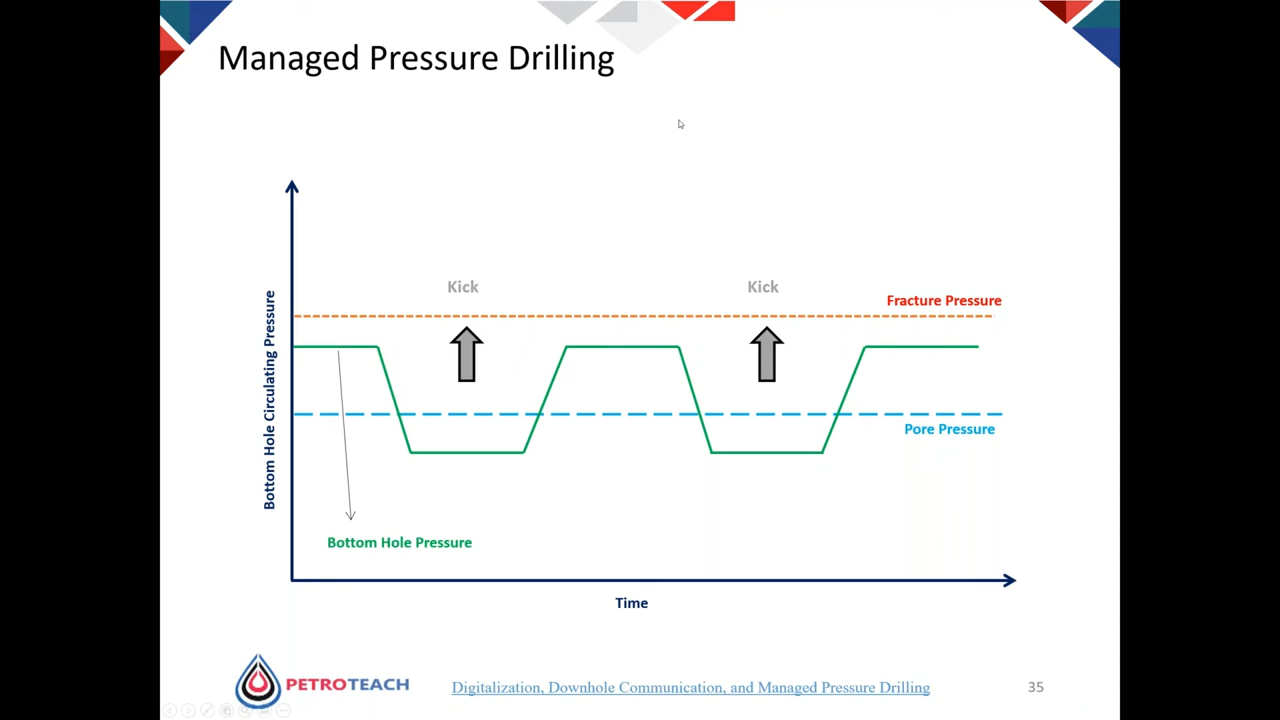 Managed Pressure Drilling
Kick
Kick
Fracture Pressure
Bottom Hole Circulating Pressure
Pore Pressure
Bottom Hole Pressure
Time
PETROTEACH
Digitalization, Downhole Communication, and Managed Pressure Drilling
35